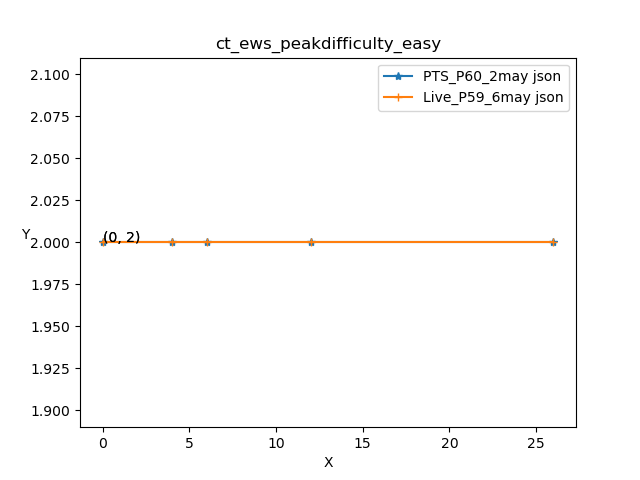 ct_ews_peakdifficulty_easy
PTS_P60_2may json
Live_P59_6may json
2.100
2.075
2.050
2.025
2.000
1.975
1.950
1.925
1.900
Y
(0, 2)
0 5 10 15 20 25
X